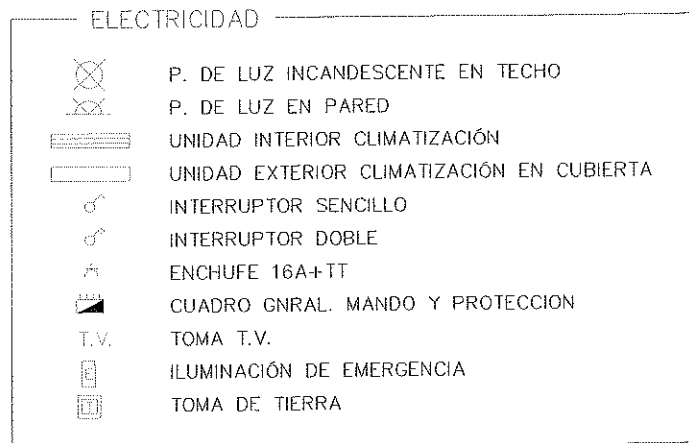 ELECTRICIDAD
P. DE LUZ INCANDESCENTE EN TECHO
P. DE LUZ EN PARED
UNIDAD INTERIOR CLIMATIZACIÓN
UNIDAD EXTERIOR CLIMATIZACIÓN EN CUBIERTA
INTERRUPTOR SENCILLO
INTERRUPTOR DOBLE
ENCHUFE 16A+TT
CUADRO GNRAL. MANDO Y PROTECCION
T.V. TOMA T.V.
E ILUMINACIÓN DE EMERGENCIA
T TOMA DE TIERRA